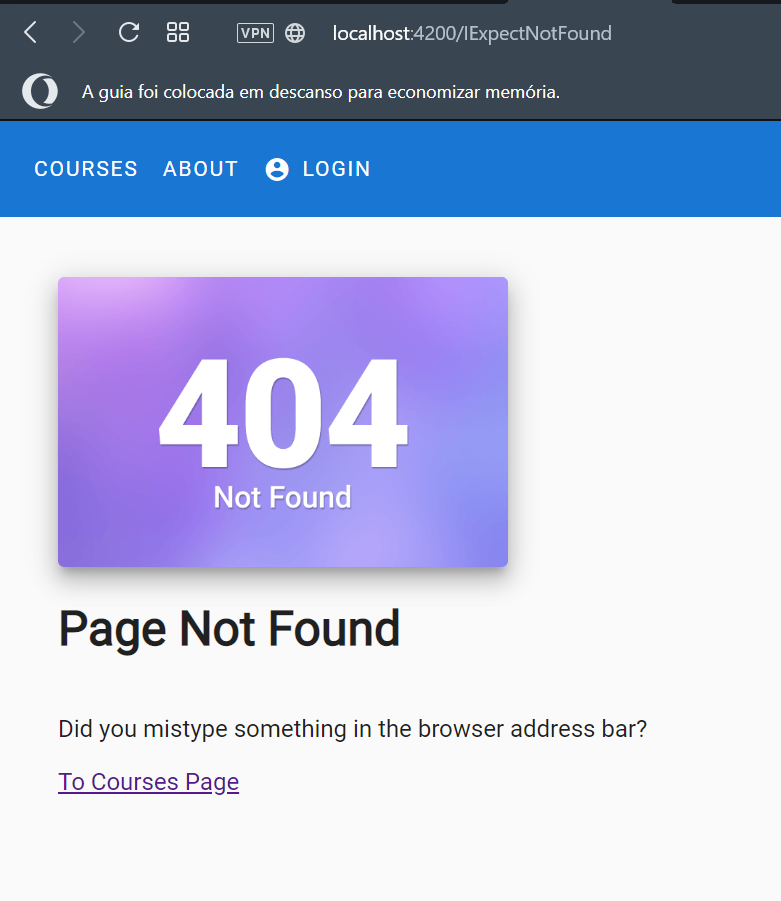 VPN localhost:4200/IExpectNotFound
A guia foi colocada em descanso para economizar memória.
COURSES ABOUT LOGIN
404
Not Found
Page Not Found
Did you mistype something in the browser address bar?
To Courses Page